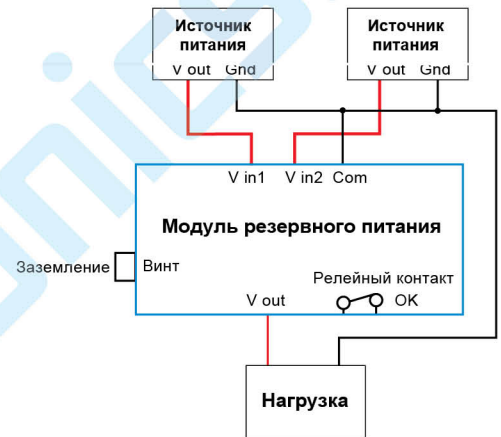 Источник питания
Источник питания
V out Gnd
V out Gnd
V in1 V in2 Com
Модуль резервного питания
Заземление
Винт
Релейный контакт
V out
OK
Нагрузка